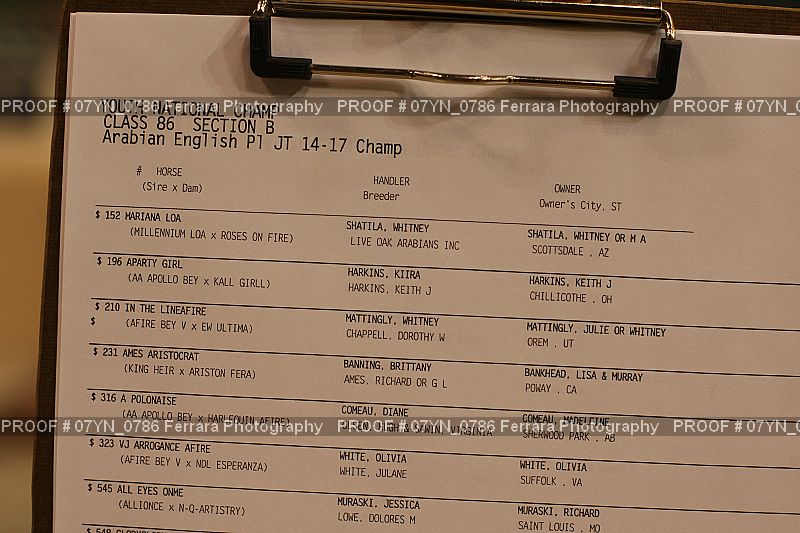 YOUTH NATIONAL CHAMP
PROOF # 07YN_0786 Ferrara Photography PROOF # 07YN_0786 Ferrara Photography PROOF # 07YN_0
CLASS 86 SECTION B
Arabian English Pl JT 14-17 Champ
# HORSE HANDLER OWNER
(Sire x Dam) Breeder Owner's City, ST
$ 152 MARIANA LOA SHATILA, WHITNEY SHATILA, WHITNEY OR M A
(MILLENNIUM LOA x ROSES ON FIRE) LIVE OAK ARABIANS INC SCOTTSDALE , AZ
$ 196 APARTY GIRL HARKINS, KIIRA HARKINS, KEITH J
(AA APOLLO BEY x KALL GIRLL) HARKINS, KEITH J CHILLICOTHE , OH
$ 210 IN THE LINEAFIRE MATTINGLY, WHITNEY MATTINGLY, JULIE OR WHITNEY
$ (AFIRE BEY V x EW ULTIMA) CHAPPELL, DOROTHY W OREM , UT
$ 231 AMES ARISTOCRAT BANNING, BRITTANY BANKHEAD, LISA & MURRAY
(KING HEIR x ARISTON FERA) AMES, RICHARD OR G L POWAY , CA
$ 316 A POLONAISE COMEAU, DIANE COMEAU, MADELEINE
(AA APOLLO BEY x HARLEQUIN AFIRE) HUGH & SAWIN, VIRGINIA SHERWOOD PARK , AB
PROOF # 07YN_0786 Ferrara Photography PROOF # 07YN_0786 Ferrara Photography PROOF # 07YN_0
$ 323 VJ ARROGANCE AFIRE WHITE, OLIVIA WHITE, OLIVIA
(AFIRE BEY V x NDL ESPERANZA) WHITE, JULANE SUFFOLK , VA
$ 545 ALL EYES ONME MURASKI, JESSICA MURASKI, RICHARD
(ALLIONCE x N-Q-ARTISTRY) LOWE, DOLORES M SAINT LOUIS , MO